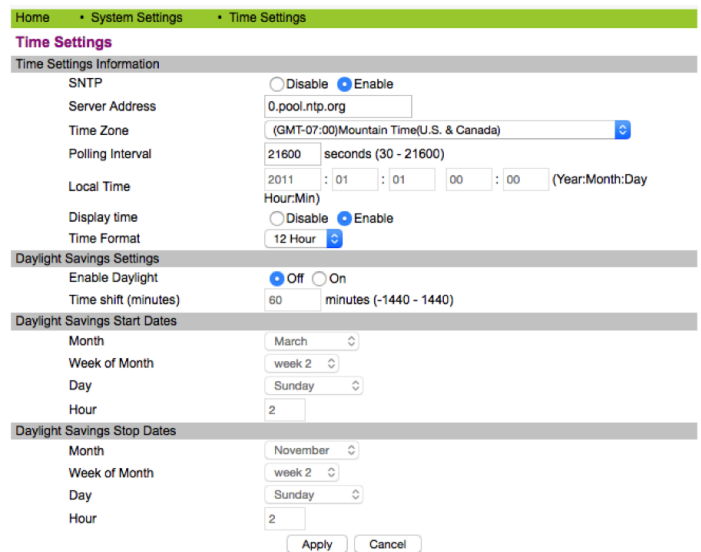 Home • System Settings • Time Settings
Time Settings
Time Settings Information
SNTP Disable Enable
Server Address 0.pool.ntp.org
Time Zone (GMT-07:00)Mountain Time(U.S. & Canada)
Polling Interval 21600 seconds (30 - 21600)
Local Time 2011 : 01 : 01 00 : 00 (Year:Month:Day
Hour:Min)
Display time Disable Enable
Time Format 12 Hour
Daylight Savings Settings
Enable Daylight Off On
Time shift (minutes) 60 minutes (-1440 - 1440)
Daylight Savings Start Dates
Month March
Week of Month week 2
Day Sunday
Hour 2
Daylight Savings Stop Dates
Month November
Week of Month week 2
Day Sunday
Hour 2
Apply Cancel